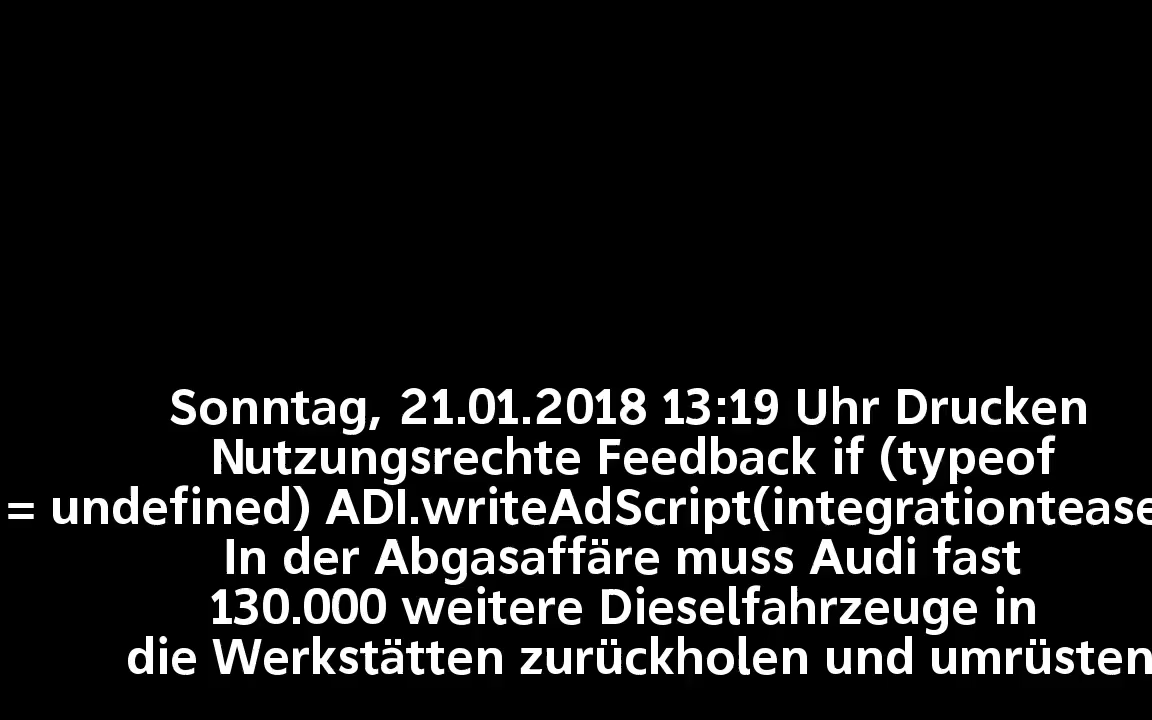 Sonntag, 21.01.2018 13:19 Uhr Drucken
Nutzungsrechte Feedback if (typeof
= undefined) ADI.writeAdScript(integrationtease
In der Abgasaffäre muss Audi fast
130.000 weitere Dieselfahrzeuge in
die Werkstätten zurückholen und umrüsten